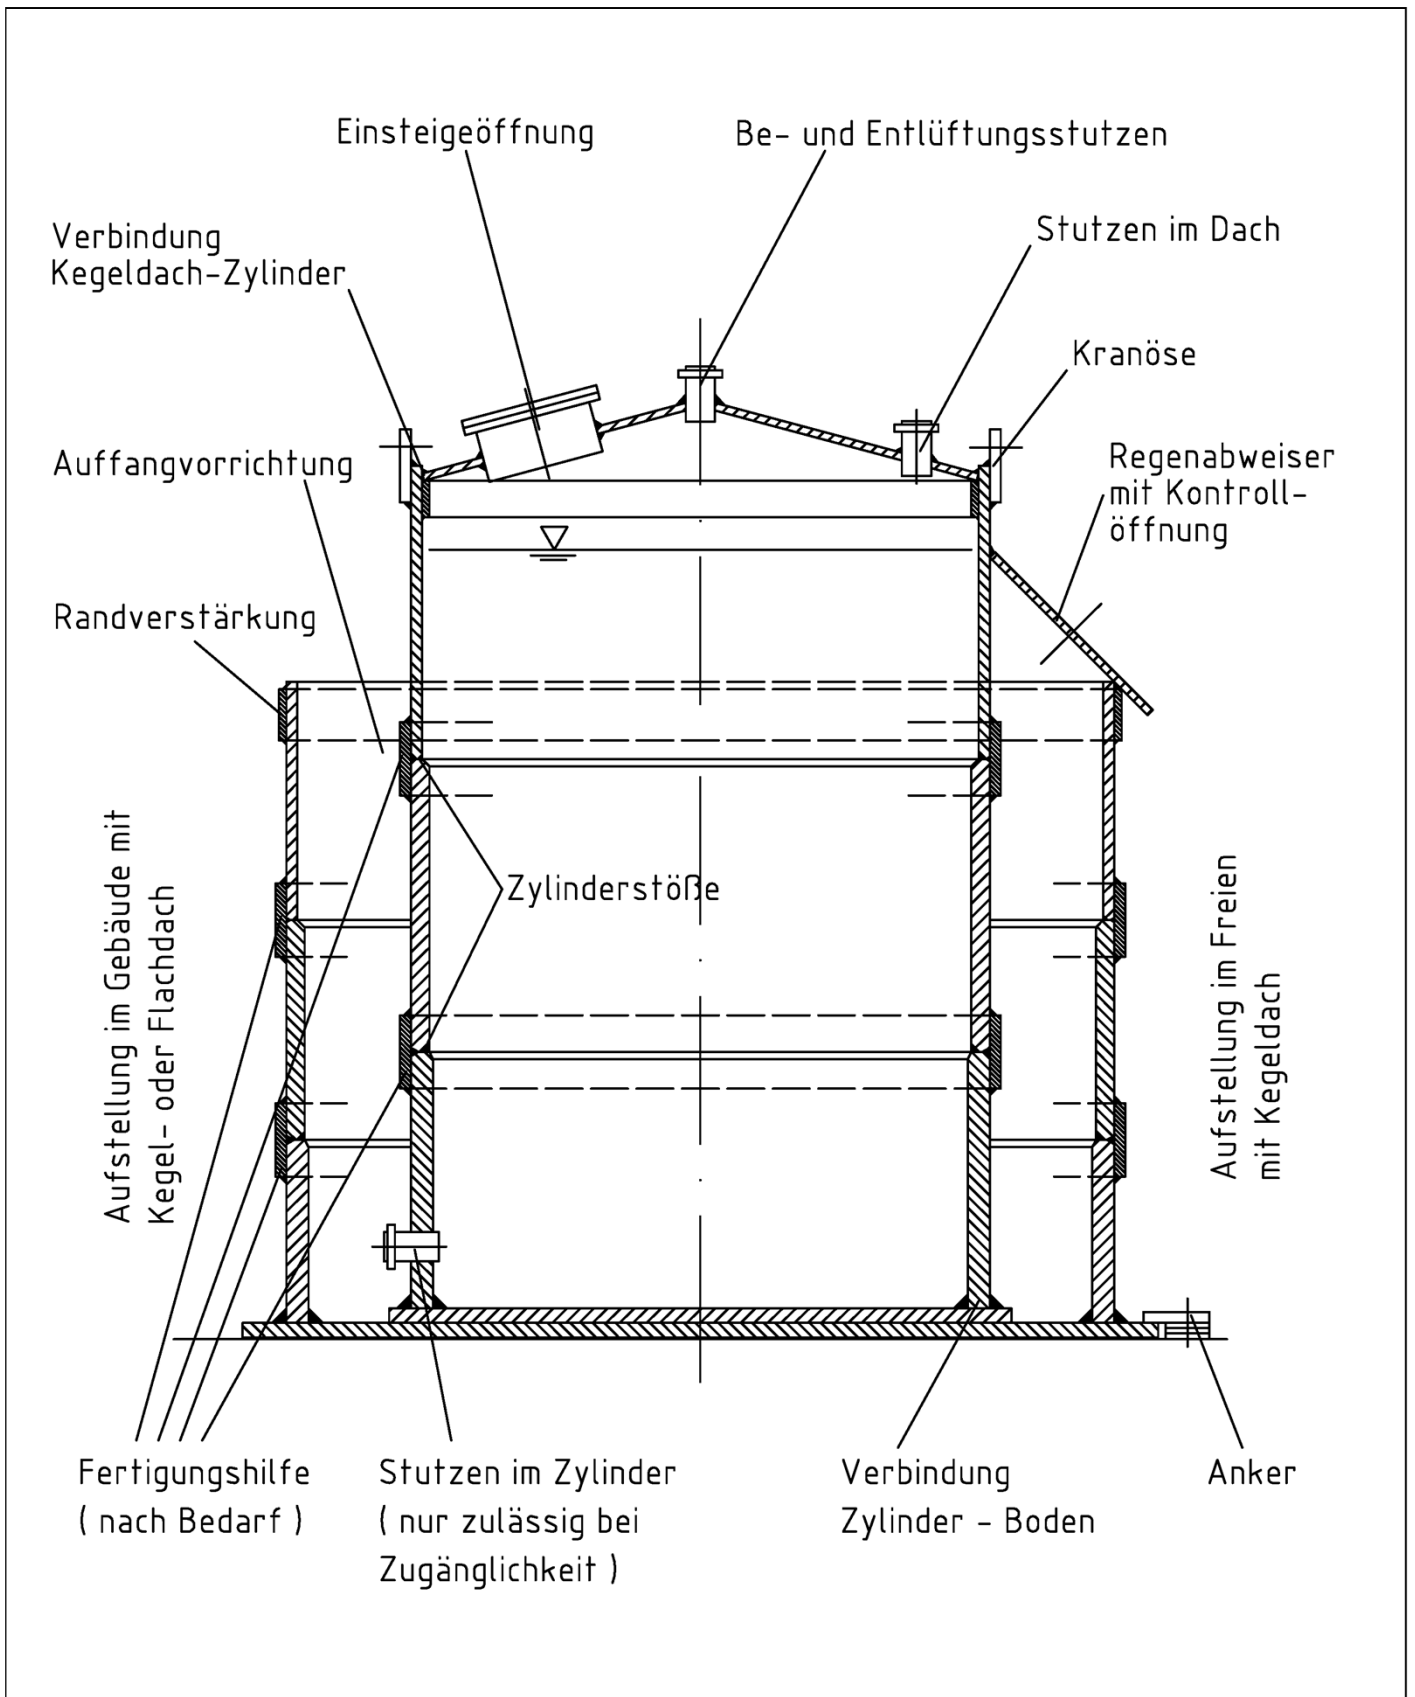 Einsteigeöffnung
Be- und Entlüftungsstutzen
Verbindung
Kegeldach-Zylinder
Stutzen im Dach
Kranöse
Auffangvorrichtung
Regenabweiser
mit Kontroll-
öffnung
Randverstärkung
Zylinderstöße
Aufstellung im Gebäude mit
Kegel- oder Flachdach
Aufstellung im Freien
mit Kegeldach
Fertigungshilfe
( nach Bedarf )
Stutzen im Zylinder
( nur zulässig bei
Zugänglichkeit )
Verbindung
Zylinder - Boden
Anker